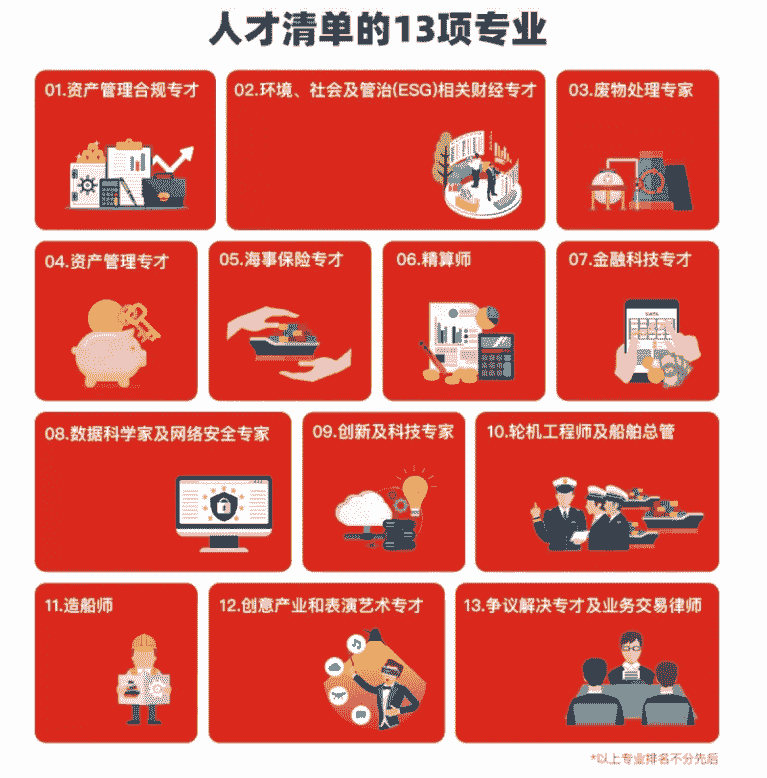 人才清单的13项专业
01.资产管理合规专才
02.环境、社会及管治(ESG)相关财经专才
03.废物处理专家
04.资产管理专才
05.海事保险专才
06.精算师
07.金融科技专才
08.数据科学家及网络安全专家
09.创新及科技专家
10.轮机工程师及船舶总管
11.造船师
12.创意产业和表演艺术专才
13.争议解决专才及业务交易律师
*以上专业排名不分先后